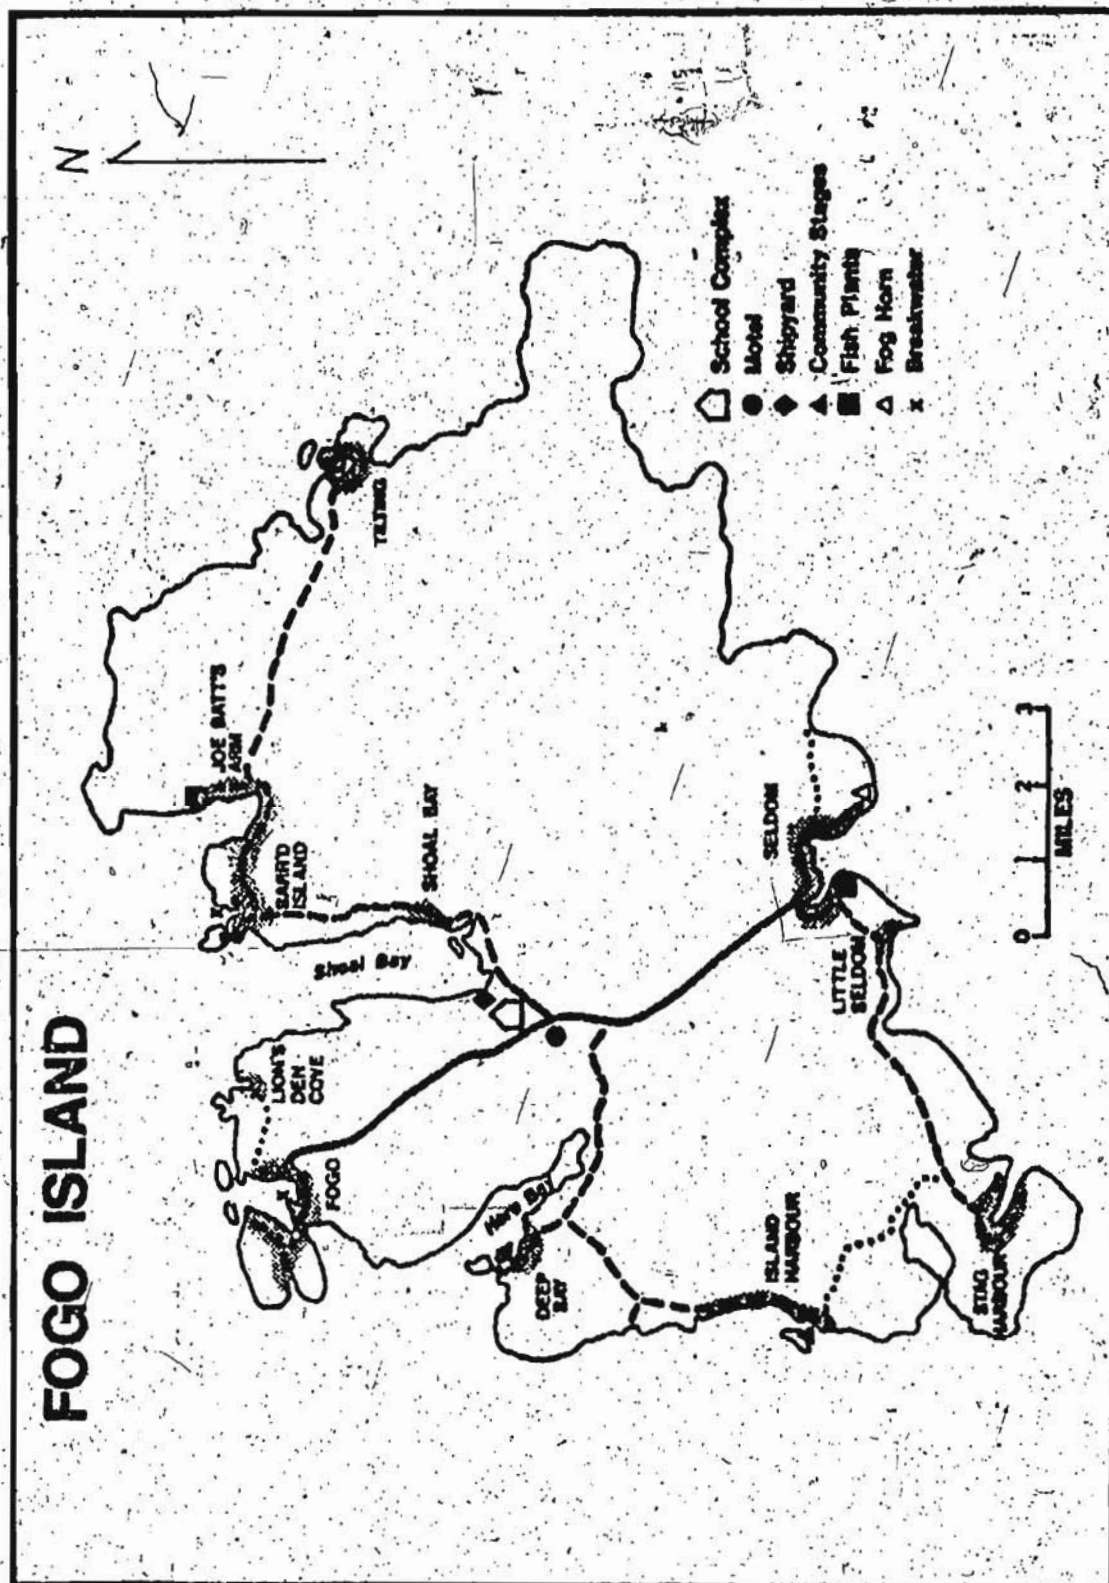 FOGO ISLAND
N
JOE BATT'S
ARM
TILTING
BARR'D
ISLAND
SHOAL BAY
Shoal Bay
LION'S
DEN
COVE
FOGO
Hare Bay
DEEP
BAY
ISLAND
HARBOUR
STAG
HARBOUR
LITTLE
SELDOM
SELDOM
School Complex
Motel
Shipyard
Community Stages
Fish Plants
Fog Horn
x Breakwater
0 1 2 3
MILES